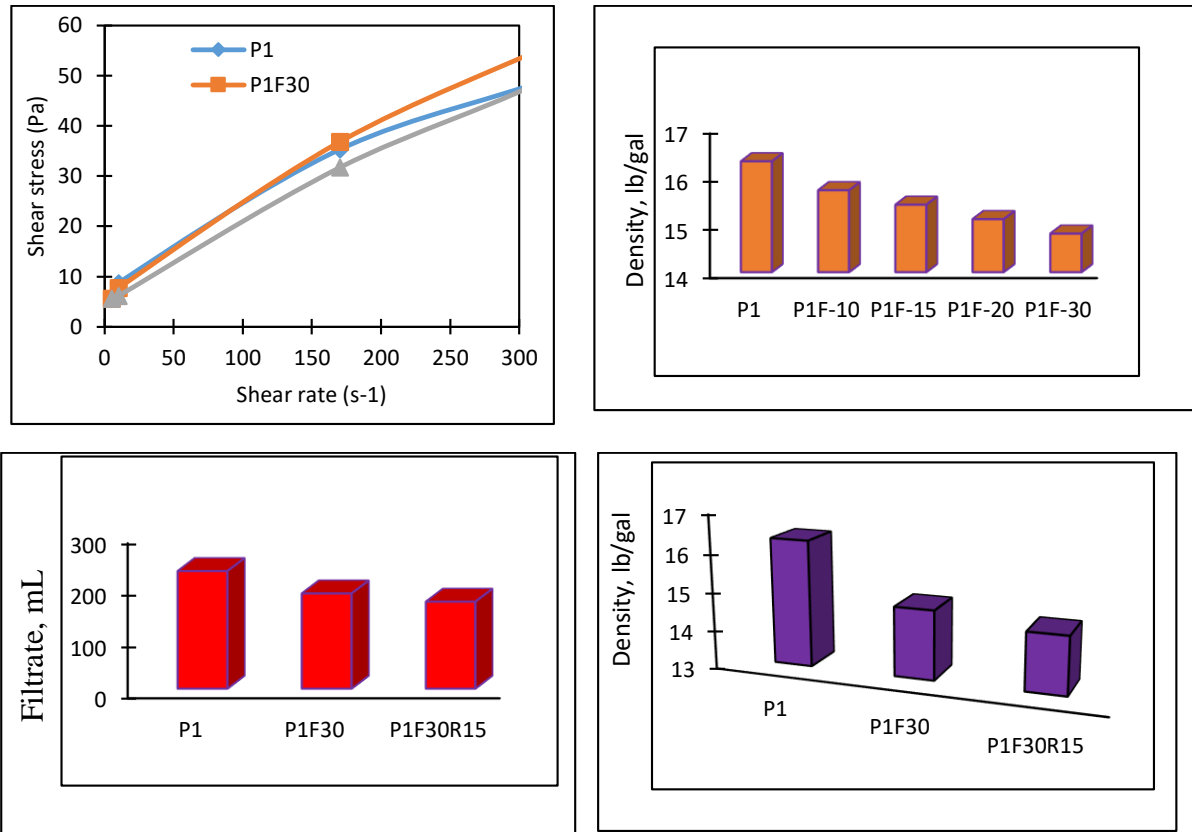 60
50
40
30
20
10
0
Shear stress (Pa)
P1
P1F30
0 50 100 150 200 250 300
Shear rate (s-1)
17
16
15
14
Density, lb/gal
P1 P1F-10 P1F-15 P1F-20 P1F-30
300
200
100
0
Filtrate, mL
P1 P1F30 P1F30R15
17
16
15
14
13
Density, lb/gal
P1
P1F30
P1F30R15